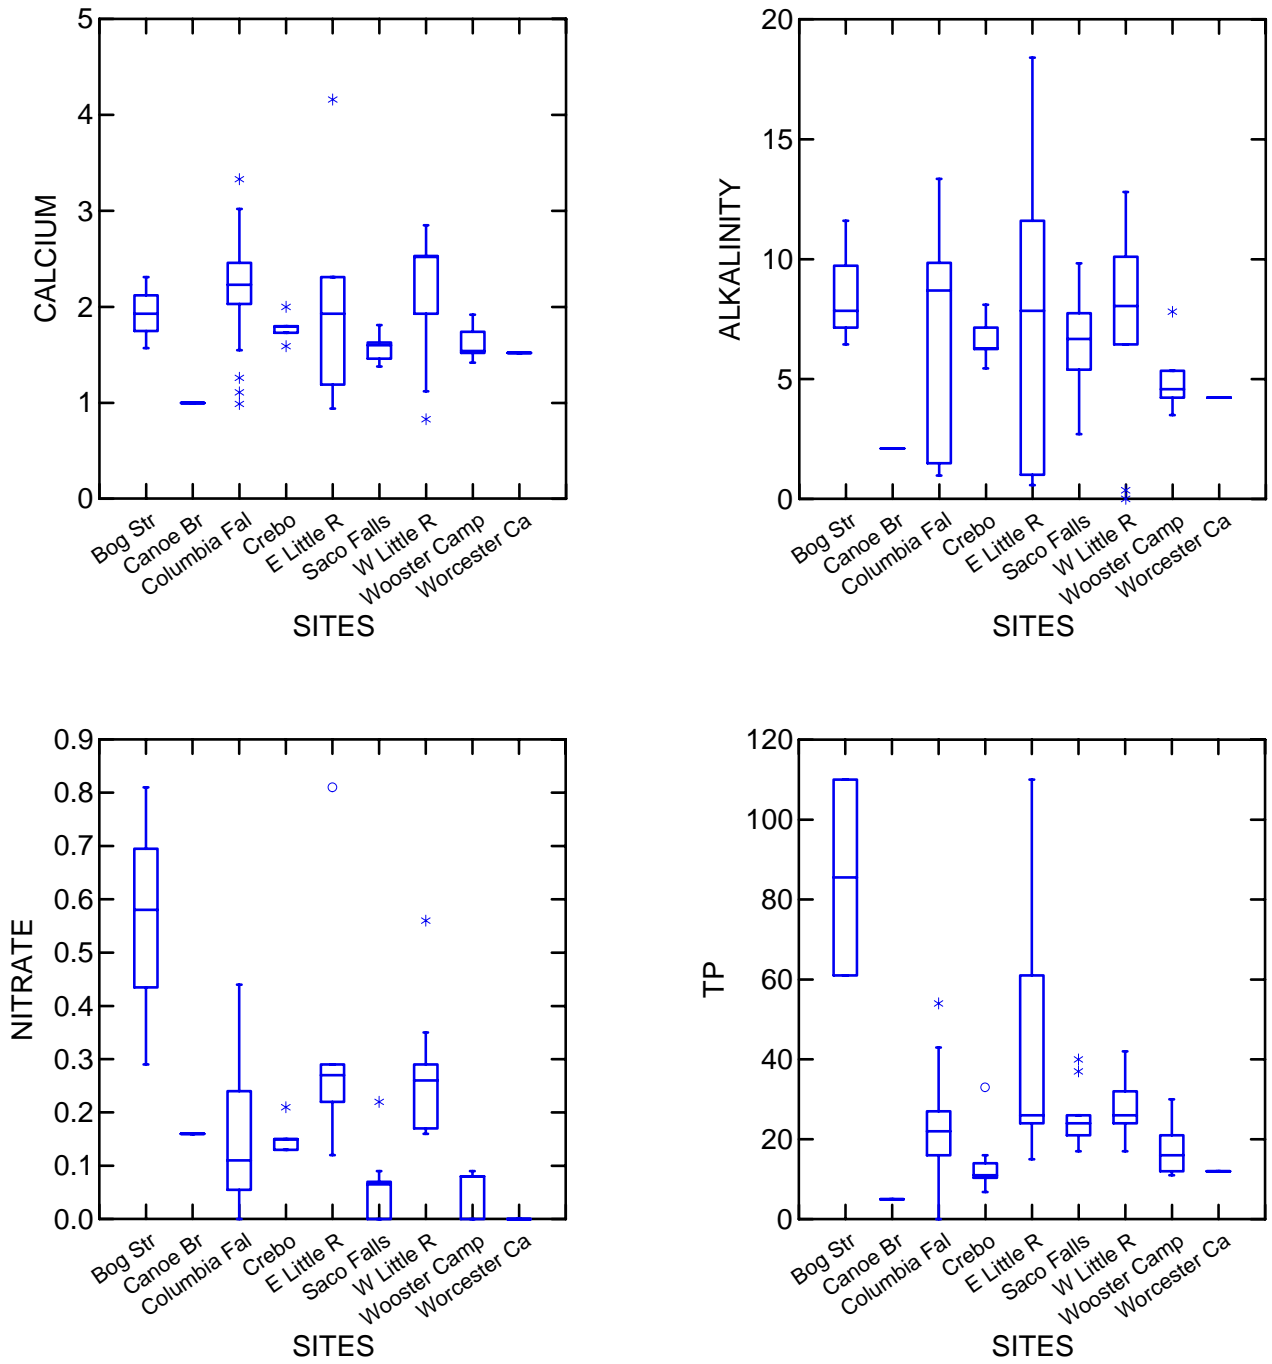 CALCIUM
5
4
3
2
1
0
Bog Str
Canoe Br
Columbia Fal
Crebo
E Little R
Saco Falls
W Little R
Wooster Camp
Worcester Ca
SITES
ALKALINITY
20
15
10
5
0
Bog Str
Canoe Br
Columbia Fal
Crebo
E Little R
Saco Falls
W Little R
Wooster Camp
Worcester Ca
SITES
NITRATE
0.9
0.8
0.7
0.6
0.5
0.4
0.3
0.2
0.1
0.0
Bog Str
Canoe Br
Columbia Fal
Crebo
E Little R
Saco Falls
W Little R
Wooster Camp
Worcester Ca
SITES
TP
120
100
80
60
40
20
0
Bog Str
Canoe Br
Columbia Fal
Crebo
E Little R
Saco Falls
W Little R
Wooster Camp
Worcester Ca
SITES